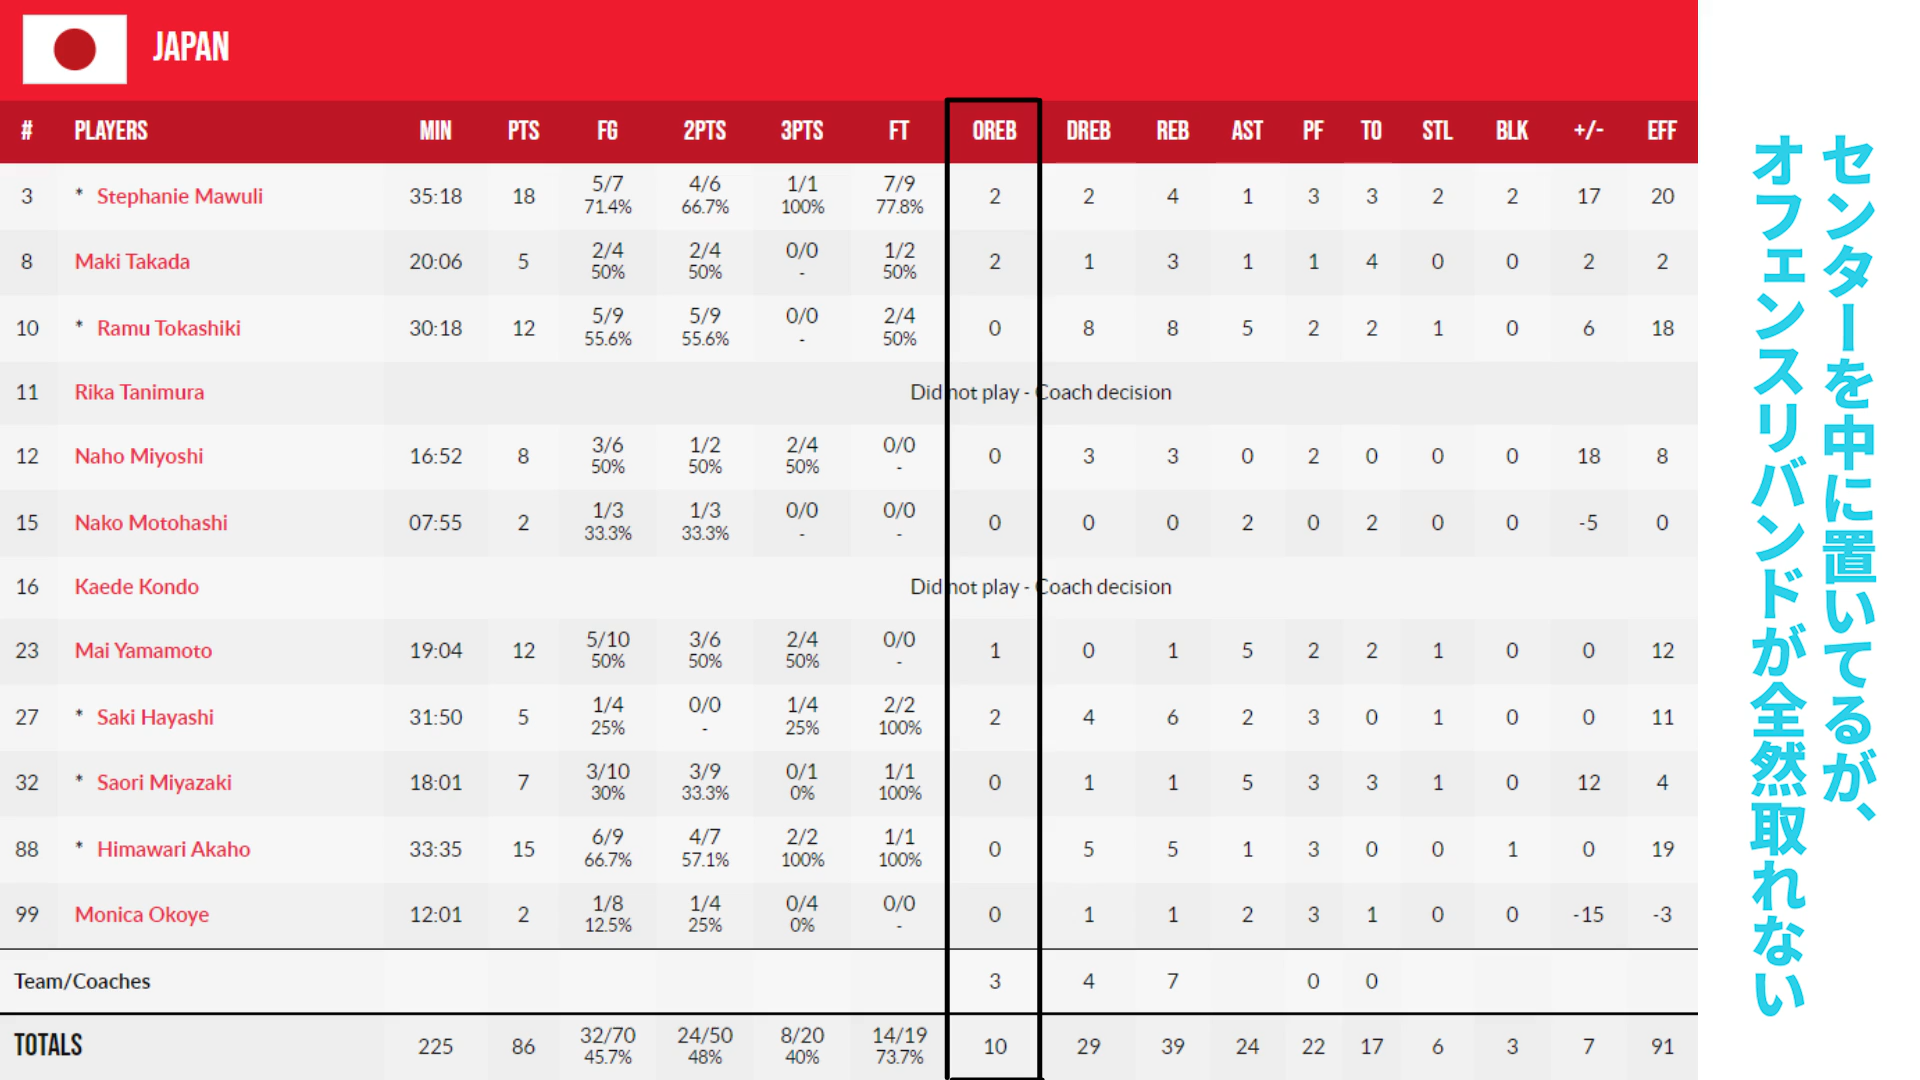 JAPAN
# PLAYERS MIN PTS FG 2PTS 3PTS FT OREB DREB REB AST PF TO STL BLK +/- EFF
3 * Stephanie Mawuli 35:18 18 5/7 71.4% 4/6 66.7% 1/1 100% 7/9 77.8% 2 2 4 1 3 3 2 2 17 20
8 Maki Takada 20:06 5 2/4 50% 2/4 50% 0/0 - 1/2 50% 2 1 3 1 1 4 0 0 2 2
10 * Ramu Tokashiki 30:18 12 5/9 55.6% 5/9 55.6% 0/0 - 2/4 50% 0 8 8 5 2 2 1 0 6 18
11 Rika Tanimura Did not play - Coach decision
12 Naho Miyoshi 16:52 8 3/6 50% 1/2 50% 2/4 50% 0/0 - 0 3 3 0 2 0 0 0 18 8
15 Nako Motohashi 07:55 2 1/3 33.3% 1/3 33.3% 0/0 - 0/0 - 0 0 0 2 0 2 0 0 -5 0
16 Kaede Kondo Did not play - Coach decision
23 Mai Yamamoto 19:04 12 5/10 50% 3/6 50% 2/4 50% 0/0 - 1 0 1 5 2 2 1 0 0 12
27 * Saki Hayashi 31:50 5 1/4 25% 0/0 - 1/4 25% 2/2 100% 2 4 6 2 3 0 1 0 0 11
32 * Saori Miyazaki 18:01 7 3/10 30% 3/9 33.3% 0/1 0% 1/1 100% 0 1 1 5 3 3 1 0 12 4
88 * Himawari Akaho 33:35 15 6/9 66.7% 4/7 57.1% 2/2 100% 1/1 100% 0 5 5 1 3 0 0 1 0 19
99 Monica Okoye 12:01 2 1/8 12.5% 1/4 25% 0/4 0% 0/0 - 0 1 1 2 3 1 0 0 -15 -3
Team/Coaches 3 4 7 0 0
TOTALS 225 86 32/70 45.7% 24/50 48% 8/20 40% 14/19 73.7% 10 29 39 24 22 17 6 3 7 91
センターを中に置いてるが、
オフェンスリバンドが全然取れない